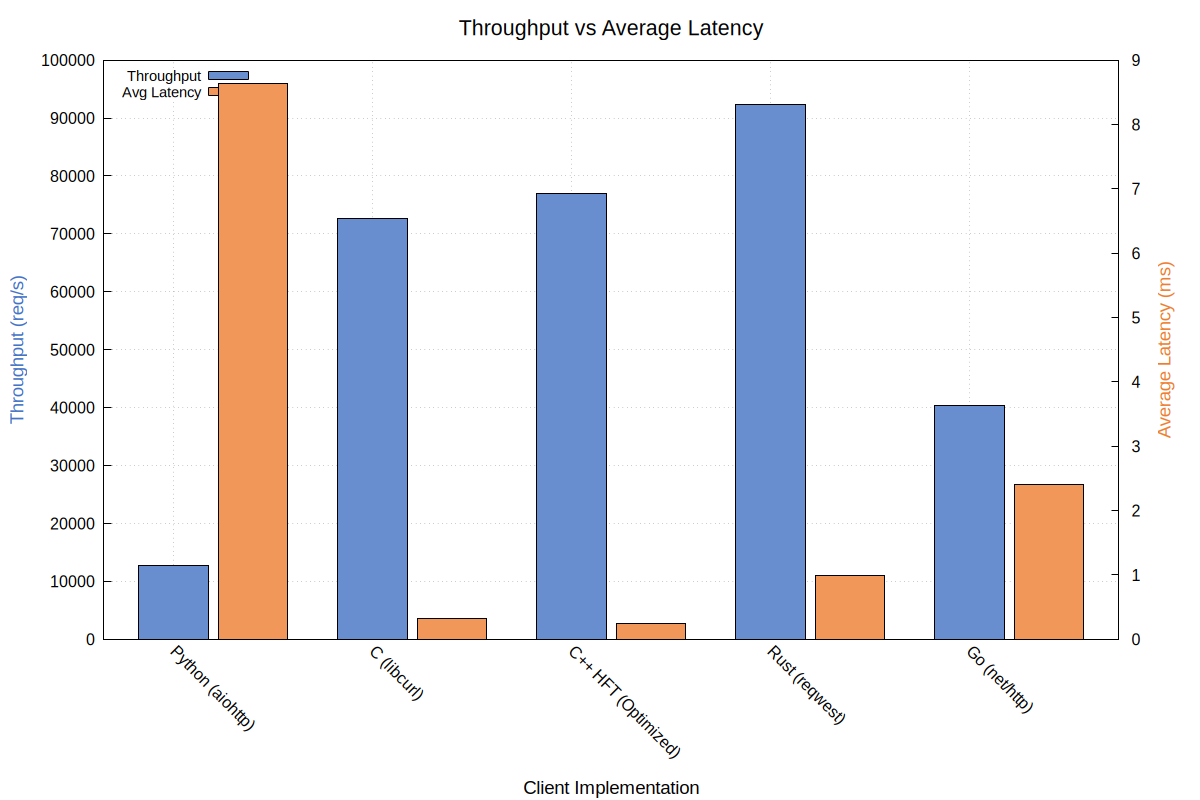 Throughput vs Average Latency
Throughput
Avg Latency
100000
90000
80000
70000
60000
50000
40000
30000
20000
10000
0
Throughput (req/s)
9
8
7
6
5
4
3
2
1
0
Average Latency (ms)
Python (aiohttp)
C (libcurl)
C++ HFT (Optimized)
Rust (reqwest)
Go (net/http)
Client Implementation